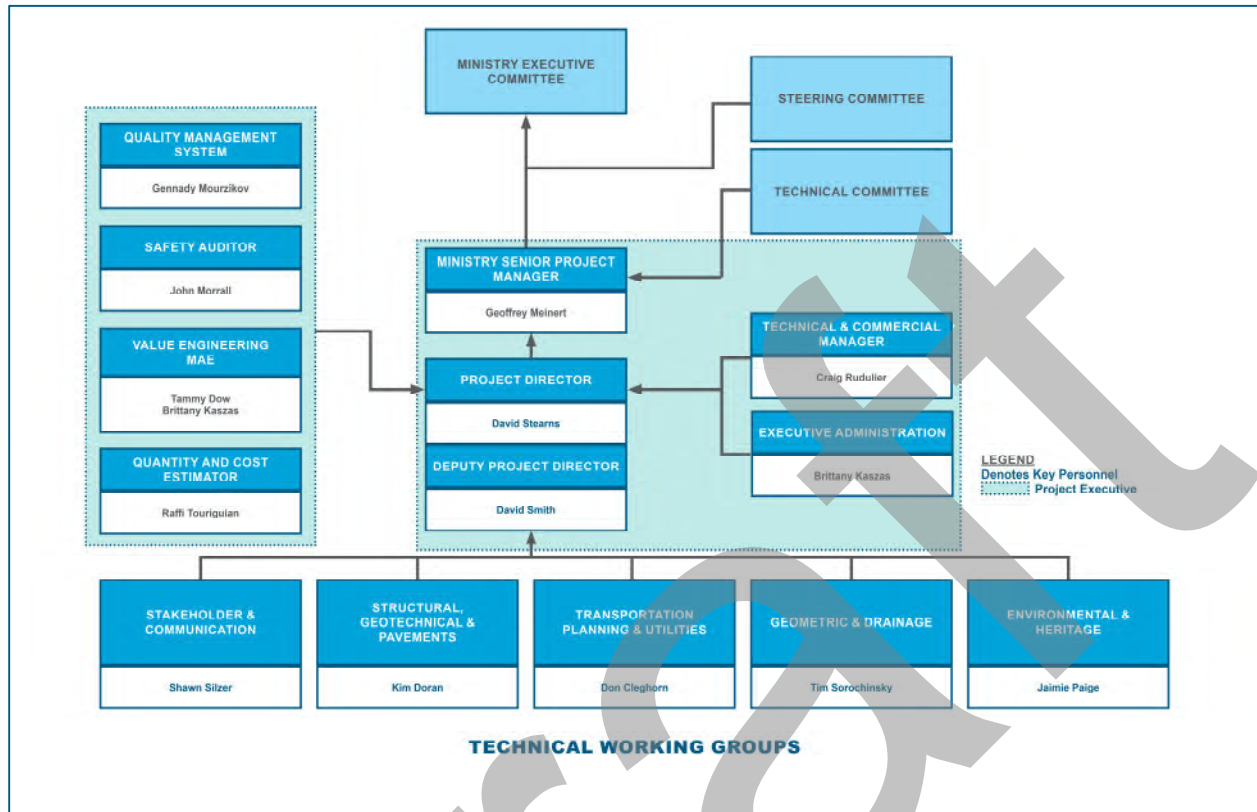 MINISTRY EXECUTIVE
COMMITTEE
STEERING COMMITTEE
TECHNICAL COMMITTEE
QUALITY MANAGEMENT
SYSTEM
Gennady Mourzikov
SAFETY AUDITOR
John Morrall
VALUE ENGINEERING
MAE
Tammy Dow
Brittany Kaszas
QUANTITY AND COST
ESTIMATOR
Raffi Touriguian
MINISTRY SENIOR PROJECT
MANAGER
Geoffrey Meinert
PROJECT DIRECTOR
David Stearns
DEPUTY PROJECT DIRECTOR
David Smith
TECHNICAL & COMMERCIAL
MANAGER
Craig Rudulier
EXECUTIVE ADMINISTRATION
Brittany Kaszas
LEGEND
Denotes Key Personnel
Project Executive
STAKEHOLDER &
COMMUNICATION
Shawn Silzer
STRUCTURAL,
GEOTECHNICAL &
PAVEMENTS
Kim Doran
TRANSPORTATION
PLANNING & UTILITIES
Don Cleghorn
GEOMETRIC & DRAINAGE
Tim Sorochinsky
ENVIRONMENTAL &
HERITAGE
Jaimie Paige
TECHNICAL WORKING GROUPS